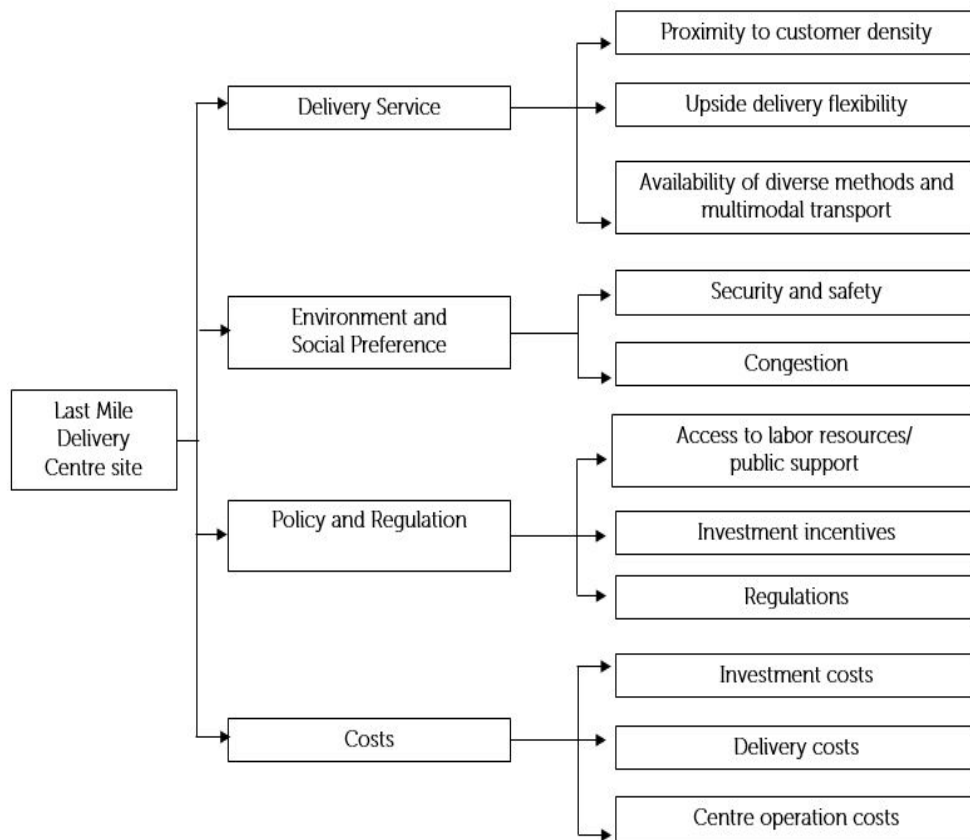 Proximity to customer density
Delivery Service
Upside delivery flexibility
Availability of diverse methods and
multimodal transport
Security and safety
Environment and
Social Preference
Congestion
Last Mile
Delivery
Centre site
Access to labor resources/
public support
Policy and Regulation
Investment incentives
Regulations
Investment costs
Costs
Delivery costs
Centre operation costs